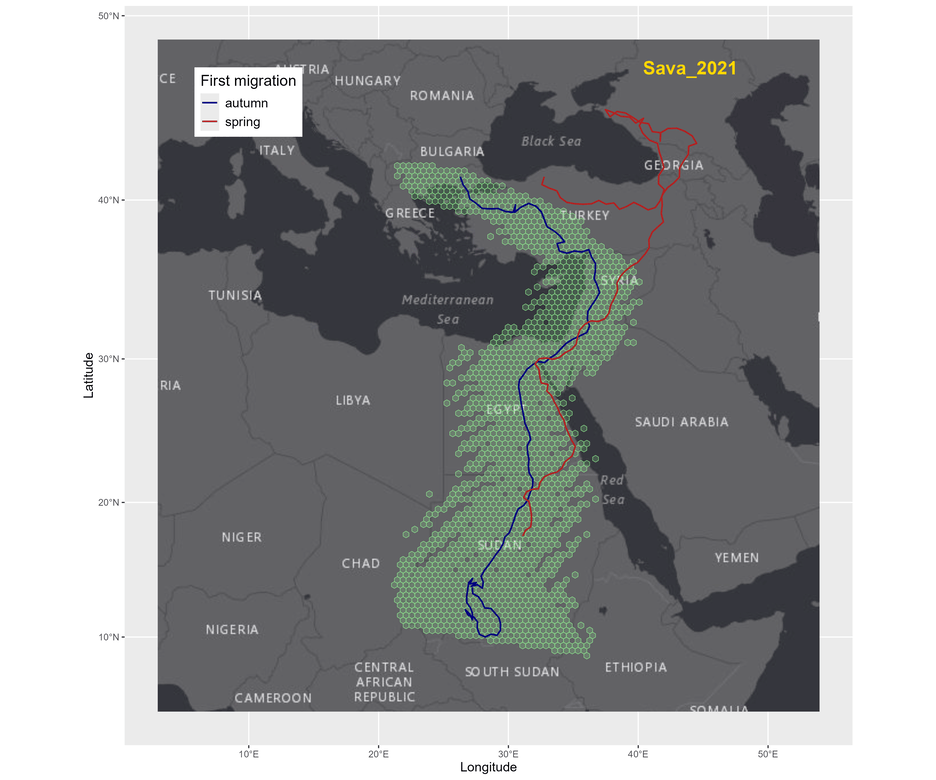 50°N
Sava_2021
First migration
autumn
spring
CE
AUSTRIA
HUNGARY
ROMANIA
Black Sea
ITALY
BULGARIA
GEORGIA
40°N
GREECE
TURKEY
SYRIA
TUNISIA
Mediterranean
Sea
30°N
Latitude
RIA
LIBYA
EGYPT
SAUDI ARABIA
20°N
Red
Sea
NIGER
CHAD
SUDAN
YEMEN
NIGERIA
10°N
CENTRAL
AFRICAN
REPUBLIC
SOUTH SUDAN
ETHIOPIA
CAMEROON
SOMALIA
10°E
20°E
30°E
40°E
50°E
Longitude